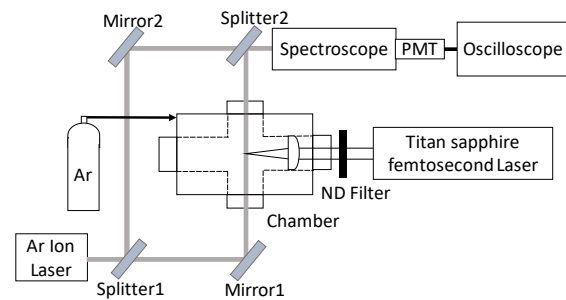 Mirror2
Splitter2
Spectroscope
PMT
Oscilloscope
Ar
Titan sapphire
femtosecond Laser
ND Filter
Chamber
Ar Ion
Laser
Splitter1
Mirror1